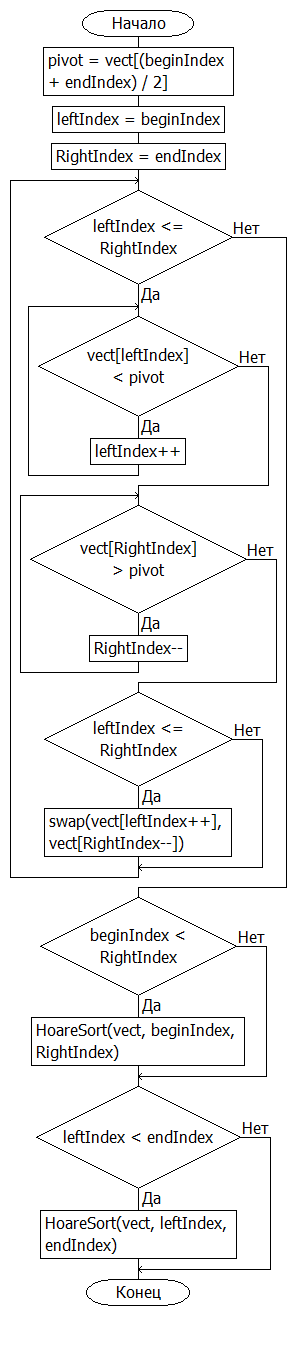 Начало
pivot = vect[(beginIndex
+ endIndex) / 2]
leftIndex = beginIndex
RightIndex = endIndex
leftIndex <=
RightIndex
Нет
Да
vect[leftIndex]
< pivot
Нет
Да
leftIndex++
vect[RightIndex]
> pivot
Нет
Да
RightIndex--
leftIndex <=
RightIndex
Нет
Да
swap(vect[leftIndex++],
vect[RightIndex--])
beginIndex <
RightIndex
Нет
Да
HoareSort(vect, beginIndex,
RightIndex)
leftIndex < endIndex
Нет
Да
HoareSort(vect, leftIndex,
endIndex)
Конец